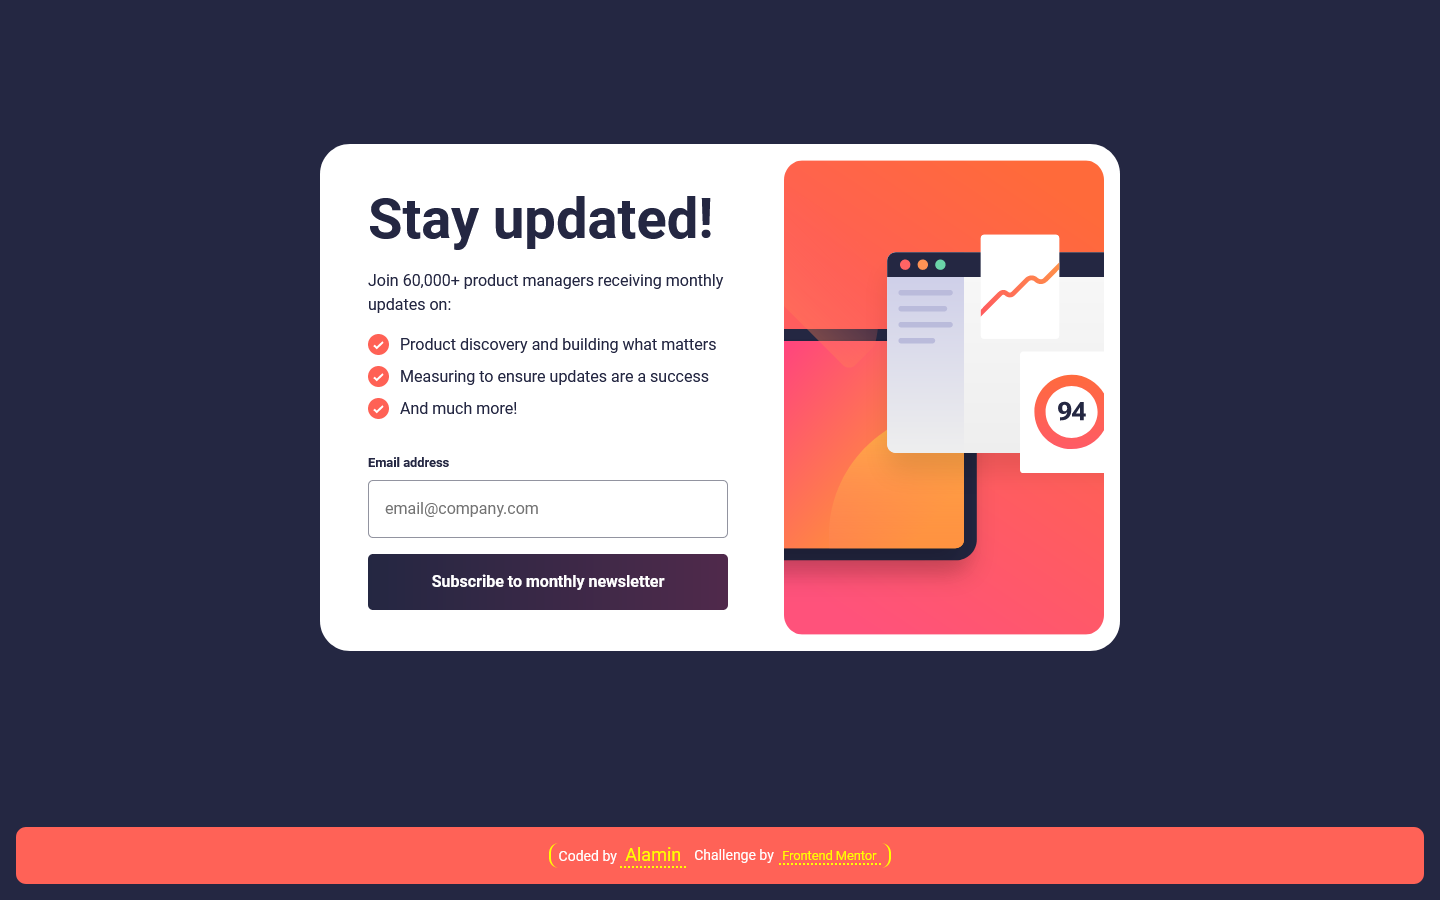 Stay updated!
Join 60,000+ product managers receiving monthly
updates on:
Product discovery and building what matters
Measuring to ensure updates are a success
And much more!
Email address
email@company.com
Subscribe to monthly newsletter
94
(Coded by Alamin Challenge by Frontend Mentor)